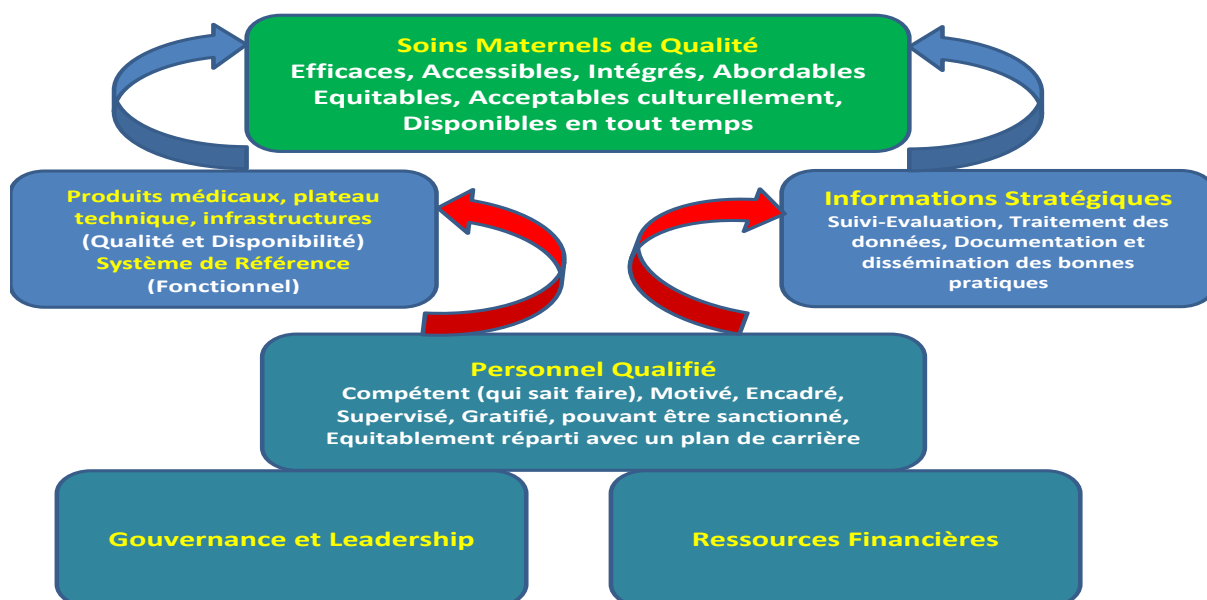 Soins Maternels de Qualité
Efficaces, Accessibles, Intégrés, Abordables
Equitables, Acceptables culturellement,
Disponibles en tout temps
Produits médicaux, plateau
technique, infrastructures
(Qualité et Disponibilité)
Système de Référence
(Fonctionnel)
Informations Stratégiques
Suivi-Evaluation, Traitement des
données, Documentation et
dissémination des bonnes
pratiques
Personnel Qualifié
Compétent (qui sait faire), Motivé, Encadré,
Supervisé, Gratifié, pouvant être sanctionné,
Equitablement réparti avec un plan de carrière
Gouvernance et Leadership
Ressources Financières